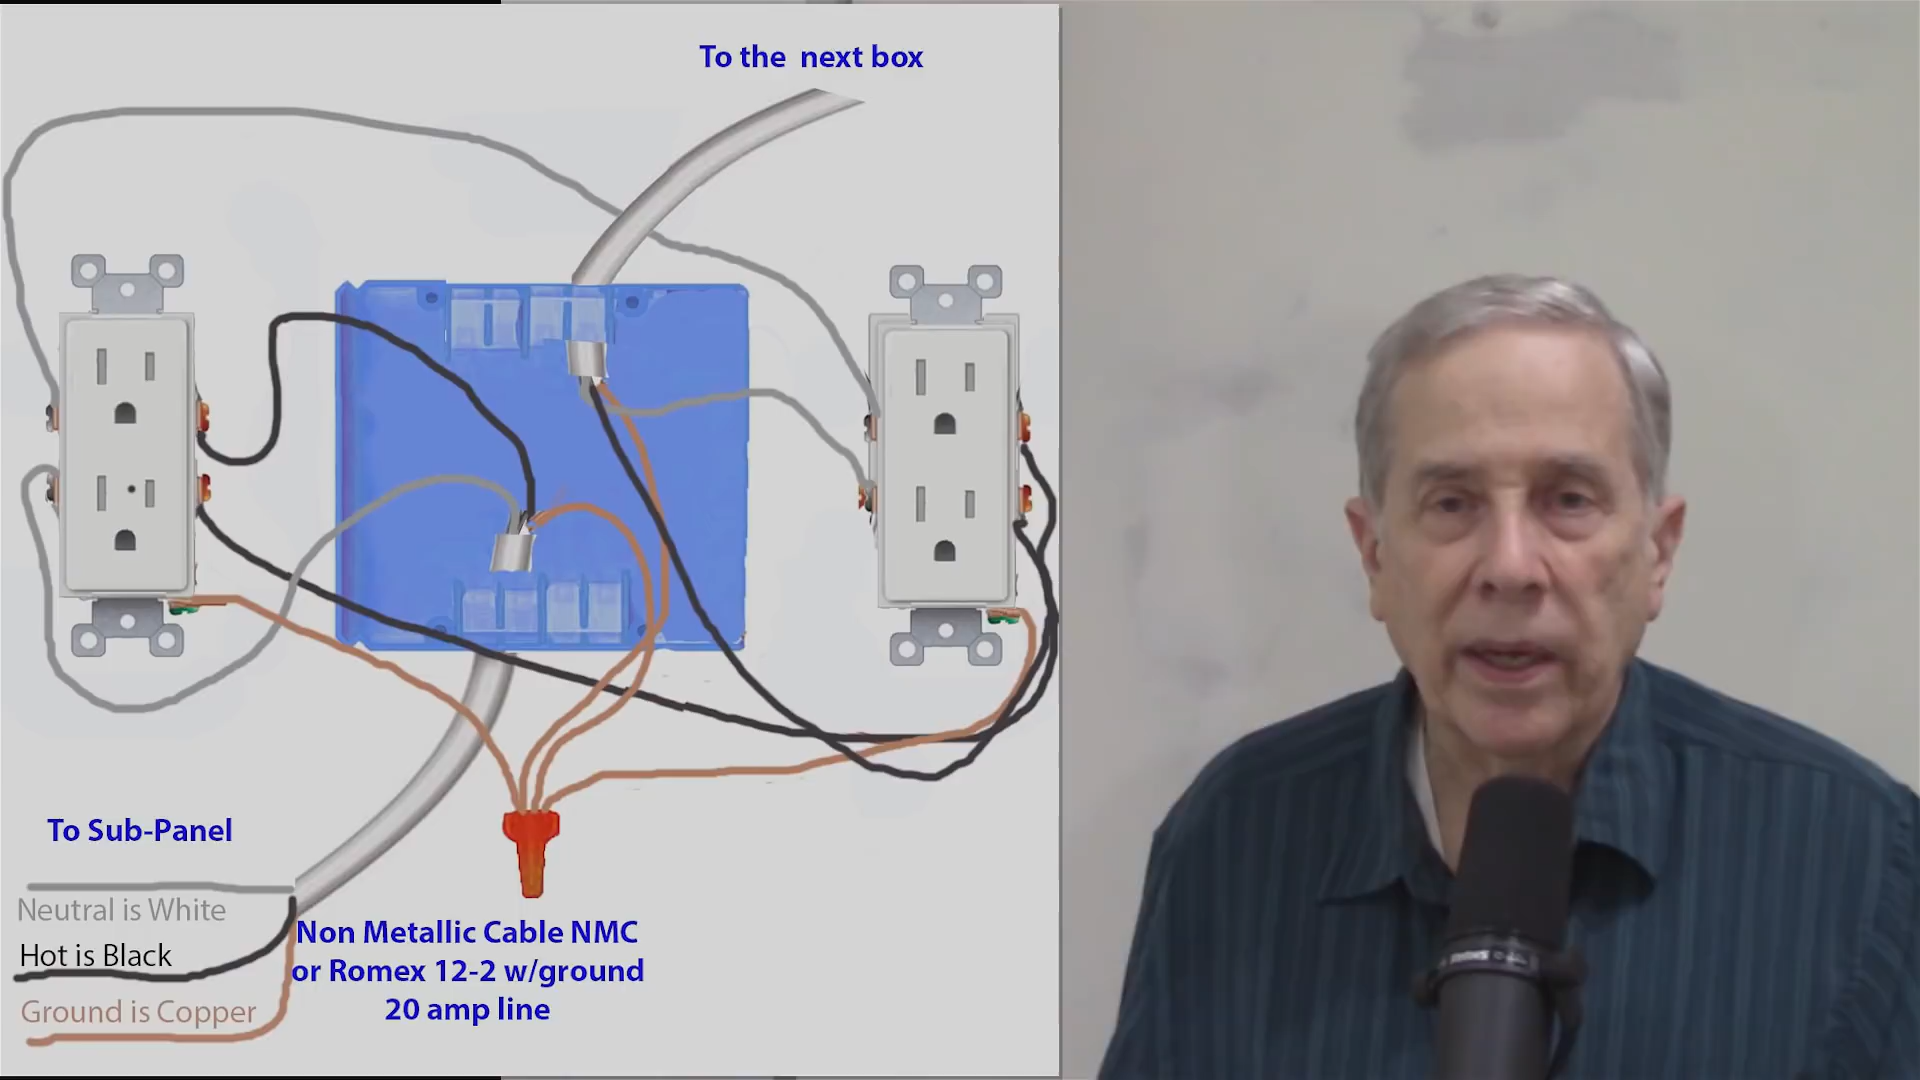 To the next box
To Sub-Panel
Neutral is White
Hot is Black
Ground is Copper
Non Metallic Cable NMC
or Romex 12-2 w/ground
20 amp line